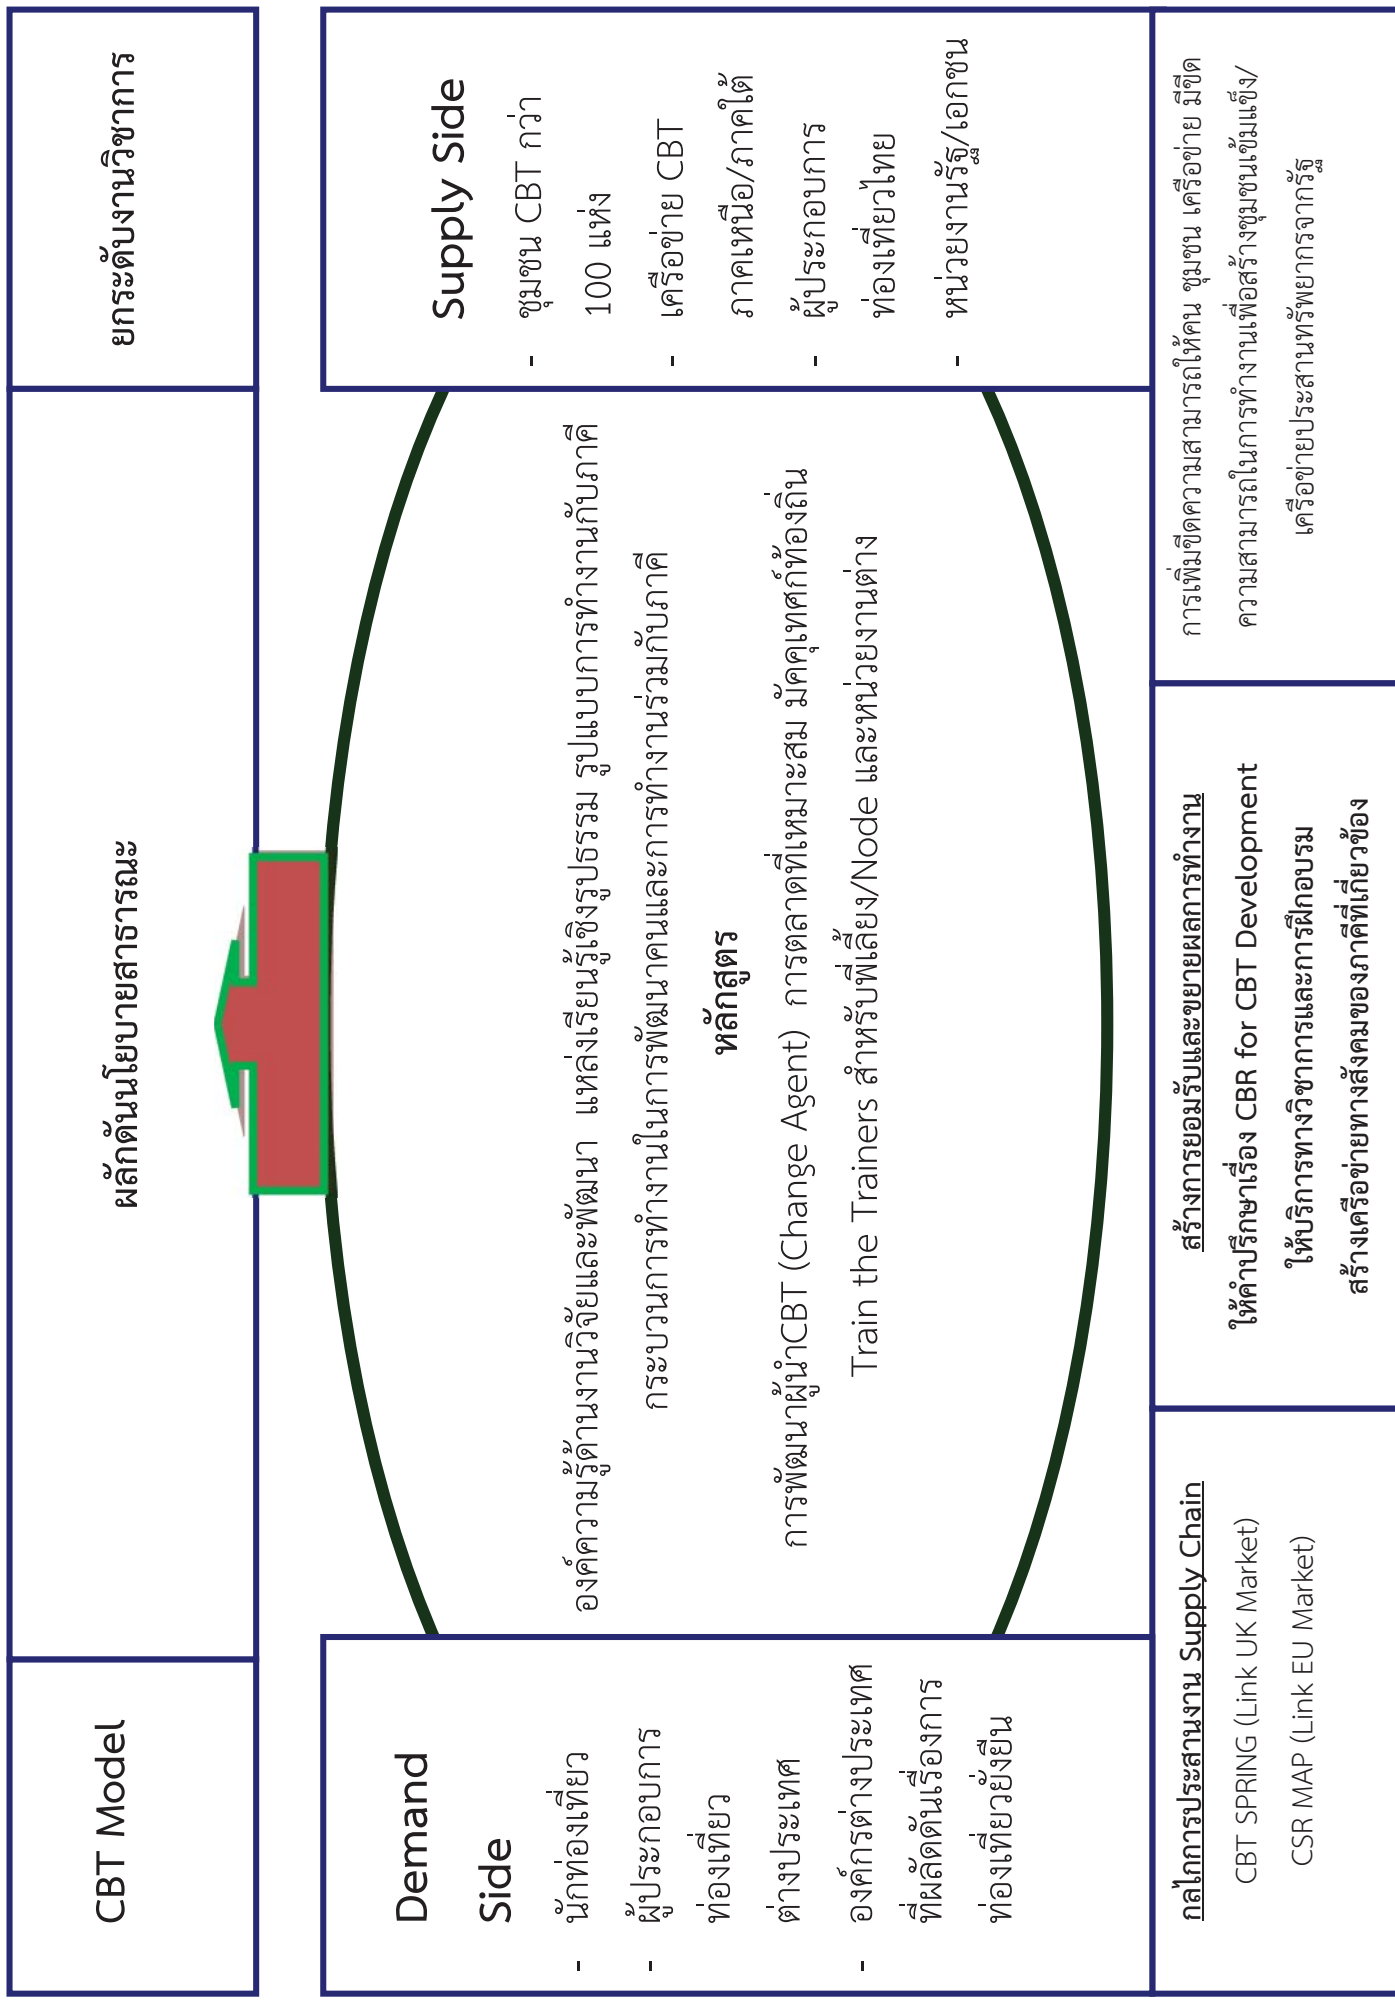 CBT Model
ผลักดันนโยบายสาธารณะ
ยกระดับงานวิชาการ
Demand
Side
- นักท่องเที่ยว
- ผู้ประกอบการ
ท่องเที่ยว
ต่างประเทศ
- องค์กรต่างประเทศ
ที่ผลัดดันเรื่องการ
ท่องเที่ยวยั่งยืน
องค์ความรู้ด้านงานวิจัยและพัฒนา แหล่งเรียนรู้เชิงรูปธรรม รูปแบบการทำงานกับภาคี
กระบวนการทำงานในการพัฒนาคนและการทำงานร่วมกับภาคี
หลักสูตร
การพัฒนาผู้นำCBT (Change Agent) การตลาดที่เหมาะสม มัคคุเทศก์ท้องถิ่น
Train the Trainers สำหรับพี่เลี้ยง/Node และหน่วยงานต่าง
Supply Side
- ชุมชน CBT กว่า
100 แห่ง
- เครือข่าย CBT
ภาคเหนือ/ภาคใต้
- ผู้ประกอบการ
ท่องเที่ยวไทย
- หน่วยงานรัฐ/เอกชน
กลไกการประสานงาน Supply Chain
CBT SPRING (Link UK Market)
CSR MAP (Link EU Market)
สร้างการยอมรับและขยายผลการทำงาน
ให้คำปรึกษาเรื่อง CBR for CBT Development
ให้บริการทางวิชาการและการฝึกอบรม
สร้างเครือข่ายทางสังคมของภาคีที่เกี่ยวข้อง
การเพิ่มขีดความสามารถให้คน ชุมชน เครือข่าย มีขีด
ความสามารถในการทำงานเพื่อสร้างชุมชนเข้มแข็ง/
เครือข่ายประสานทรัพยากรจากรัฐ